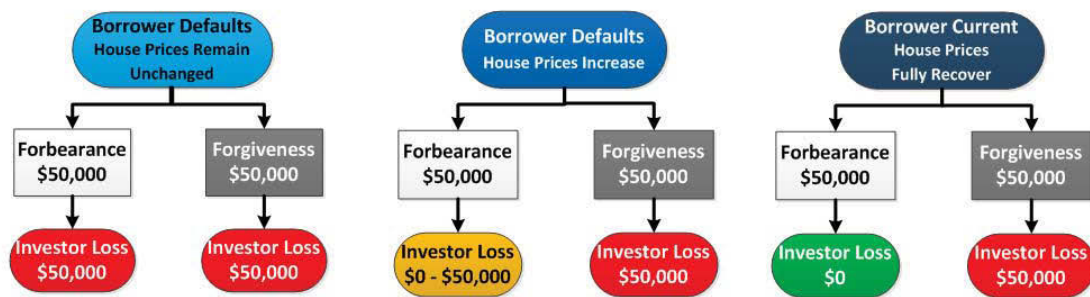 Borrower Defaults
House Prices Remain
Unchanged
Forbearance
$50,000
Forgiveness
$50,000
Investor Loss
$50,000
Investor Loss
$50,000
Borrower Defaults
House Prices Increase
Forbearance
$50,000
Forgiveness
$50,000
Investor Loss
$0 - $50,000
Investor Loss
$50,000
Borrower Current
House Prices
Fully Recover
Forbearance
$50,000
Forgiveness
$50,000
Investor Loss
$0
Investor Loss
$50,000